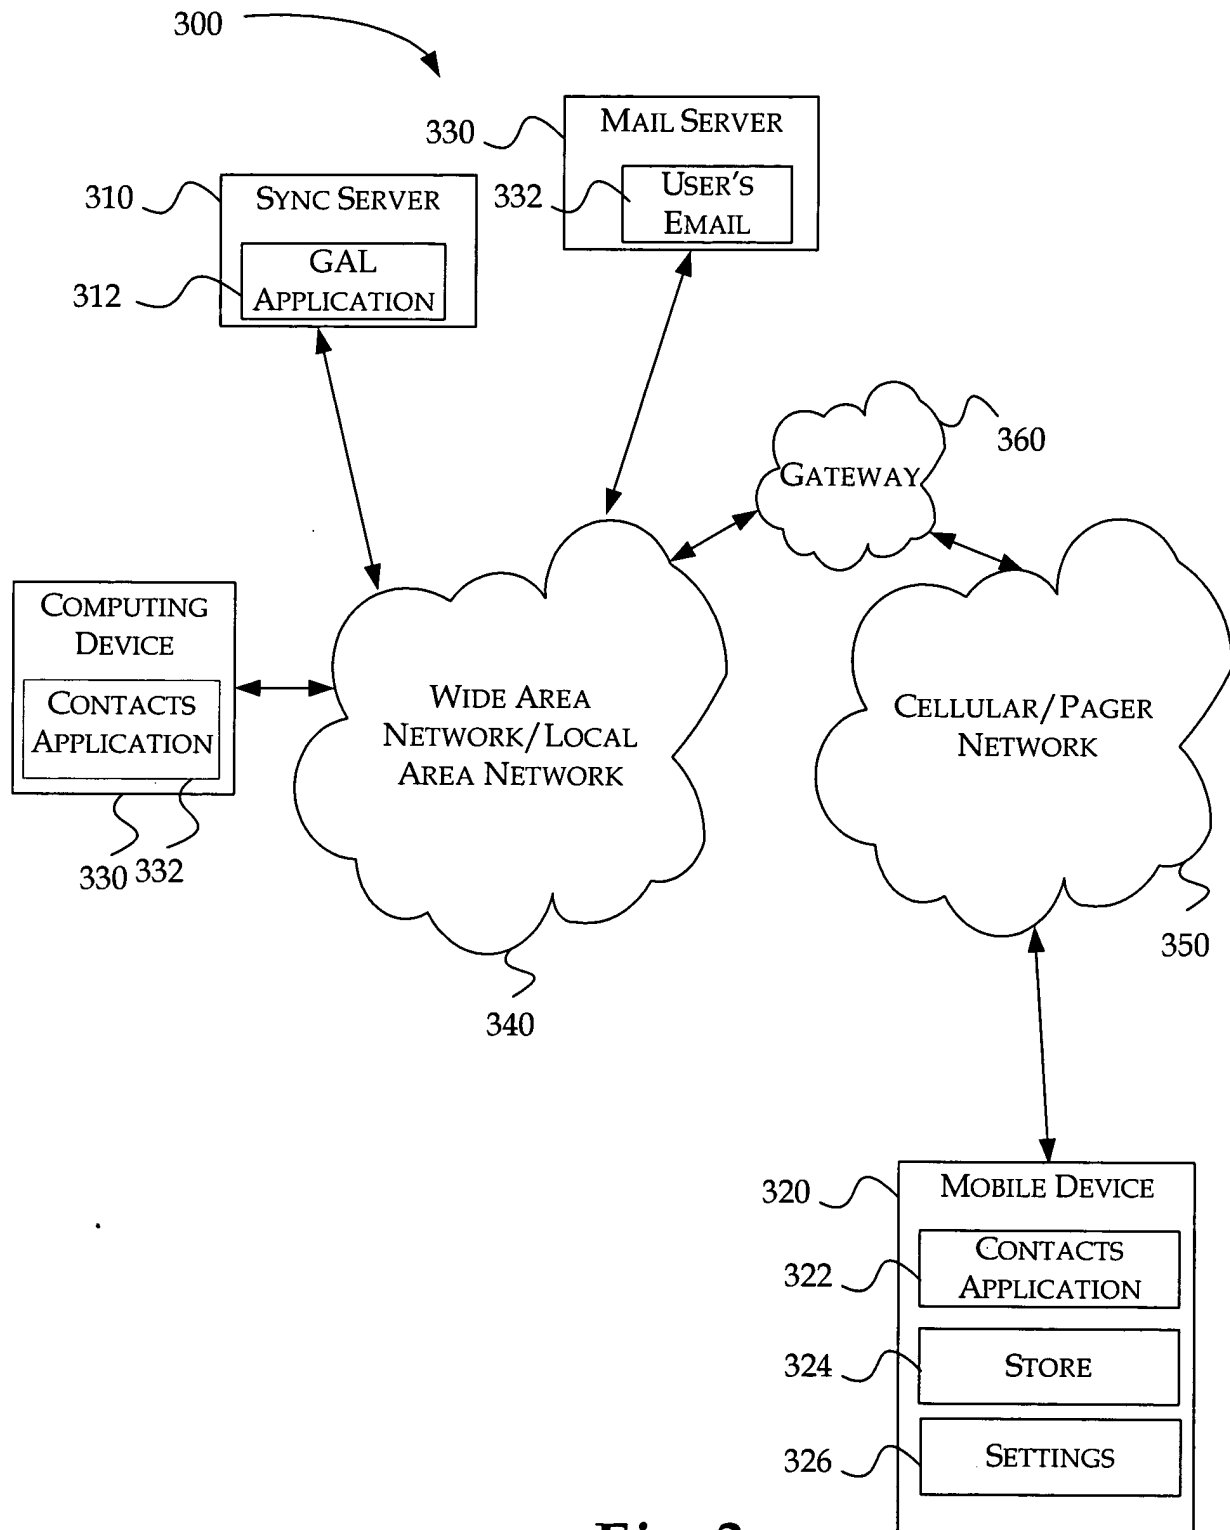 300
330
MAIL SERVER
332
USER'S
EMAIL
310
SYNC SERVER
312
GAL
APPLICATION
360
GATEWAY
COMPUTING
DEVICE
CONTACTS
APPLICATION
330
332
WIDE AREA
NETWORK/LOCAL
AREA NETWORK
340
CELLULAR/PAGER
NETWORK
350
320
MOBILE DEVICE
322
CONTACTS
APPLICATION
324
STORE
326
SETTINGS